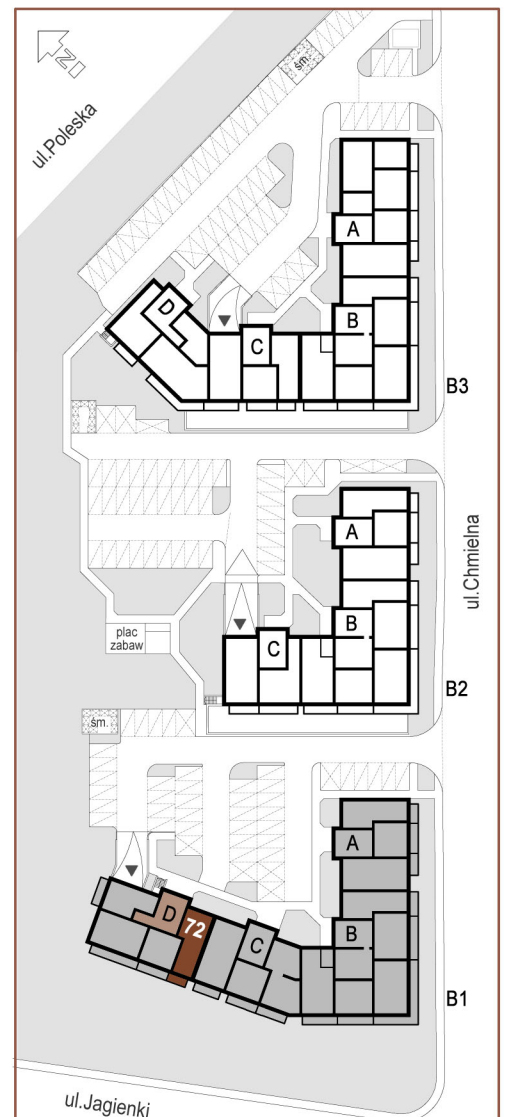 N
ul.Poleska
śm.
A
D
B
C
B3
A
ul.Chmielna
B
plac
zabaw
C
B2
śm.
A
D
72
B
C
B1
ul.Jagienki